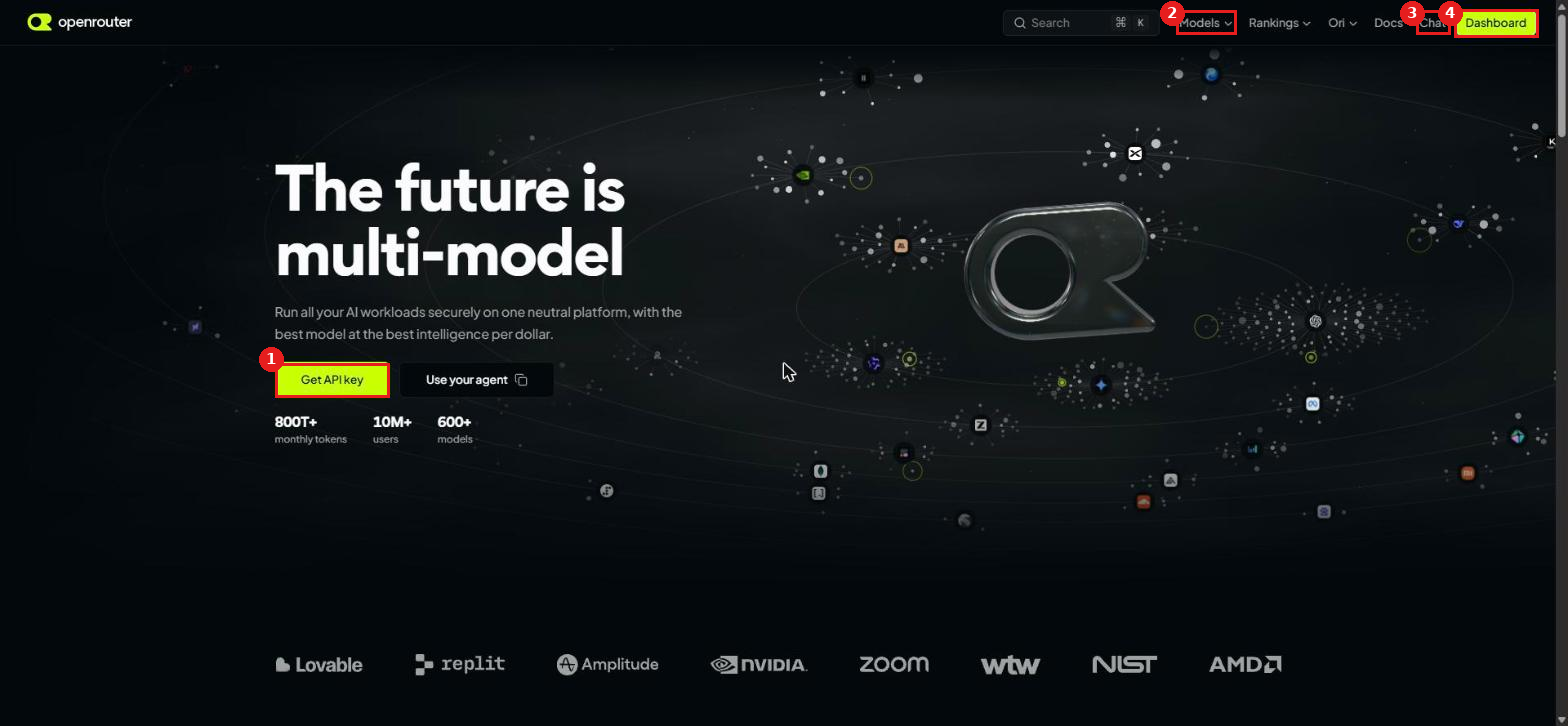 openrouter
Search ⌘ K
2 Models Rankings Ori Docs 3 Chat 4 Dashboard
The future is
multi-model
Run all your AI workloads securely on one neutral platform, with the
best model at the best intelligence per dollar.
1
Get API key Use your agent
800T+ 10M+ 600+
monthly tokens users models
Lovable replit Amplitude NVIDIA. zoom wtw NIST AMD